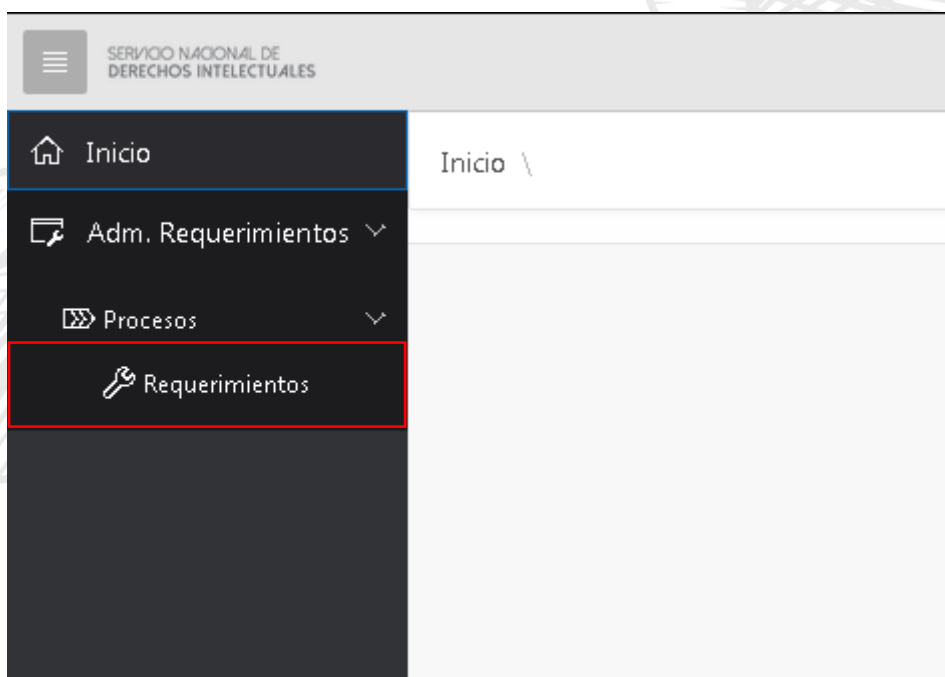 SERVICIO NACIONAL DE
DERECHOS INTELECTUALES
Inicio
Inicio \
Adm. Requerimientos
Procesos
Requerimientos